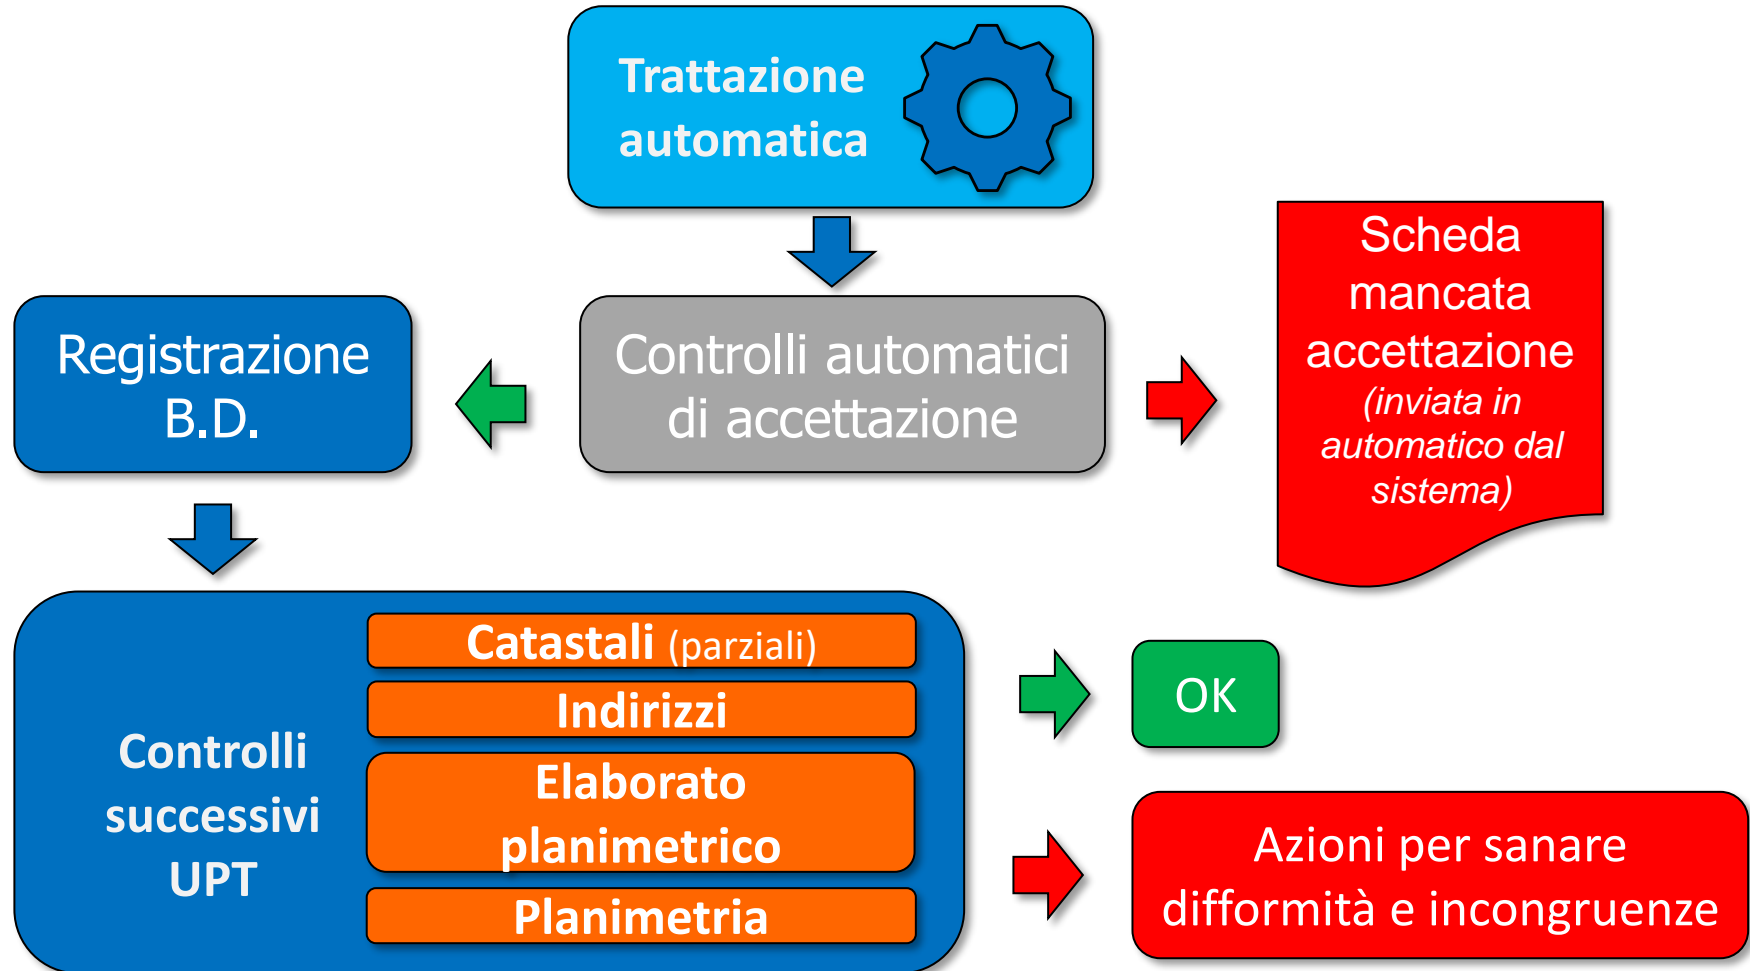 Trattazione
automatica
Scheda
mancata
accettazione
(inviata in
automatico dal
sistema)
Registrazione
B.D.
Controlli automatici
di accettazione
Controlli
successivi
UPT
Catastali (parziali)
Indirizzi
Elaborato
planimetrico
Planimetria
OK
Azioni per sanare
difformità e incongruenze